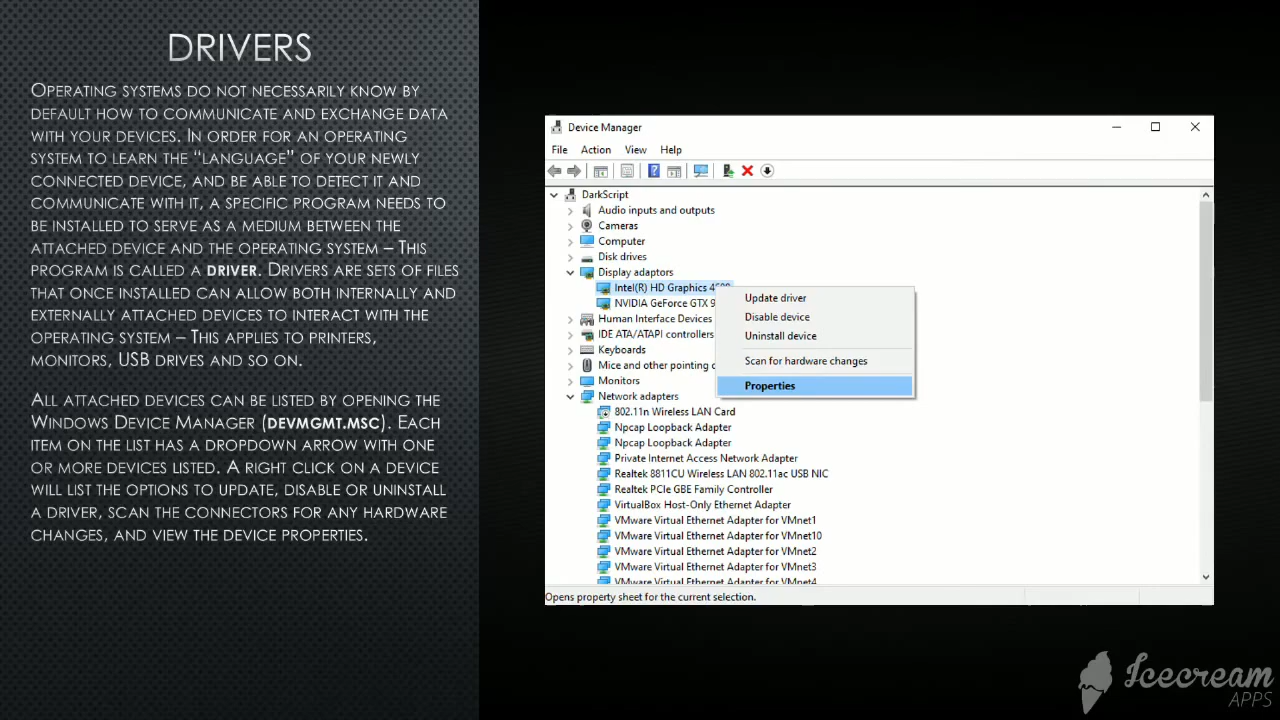 DRIVERS
OPERATING SYSTEMS DO NOT NECESSARILY KNOW BY
DEFAULT HOW TO COMMUNICATE AND EXCHANGE DATA
WITH YOUR DEVICES. IN ORDER FOR AN OPERATING
SYSTEM TO LEARN THE “LANGUAGE” OF YOUR NEWLY
CONNECTED DEVICE, AND BE ABLE TO DETECT IT AND
COMMUNICATE WITH IT, A SPECIFIC PROGRAM NEEDS TO
BE INSTALLED TO SERVE AS A MEDIUM BETWEEN THE
ATTACHED DEVICE AND THE OPERATING SYSTEM – THIS
PROGRAM IS CALLED A DRIVER. DRIVERS ARE SETS OF FILES
THAT ONCE INSTALLED CAN ALLOW BOTH INTERNALLY AND
EXTERNALLY ATTACHED DEVICES TO INTERACT WITH THE
OPERATING SYSTEM – THIS APPLIES TO PRINTERS,
MONITORS, USB DRIVES AND SO ON.
ALL ATTACHED DEVICES CAN BE LISTED BY OPENING THE
WINDOWS DEVICE MANAGER (DEVMGMT.MSC). EACH
ITEM ON THE LIST HAS A DROPDOWN ARROW WITH ONE
OR MORE DEVICES LISTED. A RIGHT CLICK ON A DEVICE
WILL LIST THE OPTIONS TO UPDATE, DISABLE OR UNINSTALL
A DRIVER, SCAN THE CONNECTORS FOR ANY HARDWARE
CHANGES, AND VIEW THE DEVICE PROPERTIES.
Device Manager
File Action View Help
DarkScript
Audio inputs and outputs
Cameras
Computer
Disk drives
Display adaptors
Intel(R) HD Graphics
NVIDIA GeForce GTX 9
Human Interface Devices
IDE ATA/ATAPI controllers
Keyboards
Mice and other pointing
Monitors
Network adapters
802.11n Wireless LAN Card
Npcap Loopback Adapter
Npcap Loopback Adapter
Private Internet Access Network Adapter
Realtek 8811CU Wireless LAN 802.11ac USB NIC
Realtek PCIe GBE Family Controller
VirtualBox Host-Only Ethernet Adapter
VMware Virtual Ethernet Adapter for VMnet1
VMware Virtual Ethernet Adapter for VMnet10
VMware Virtual Ethernet Adapter for VMnet2
VMware Virtual Ethernet Adapter for VMnet3
VMware Virtual Ethernet Adapter for VMnet4
Update driver
Disable device
Uninstall device
Scan for hardware changes
Properties
Opens property sheet for the current selection.
Icecream
APPS